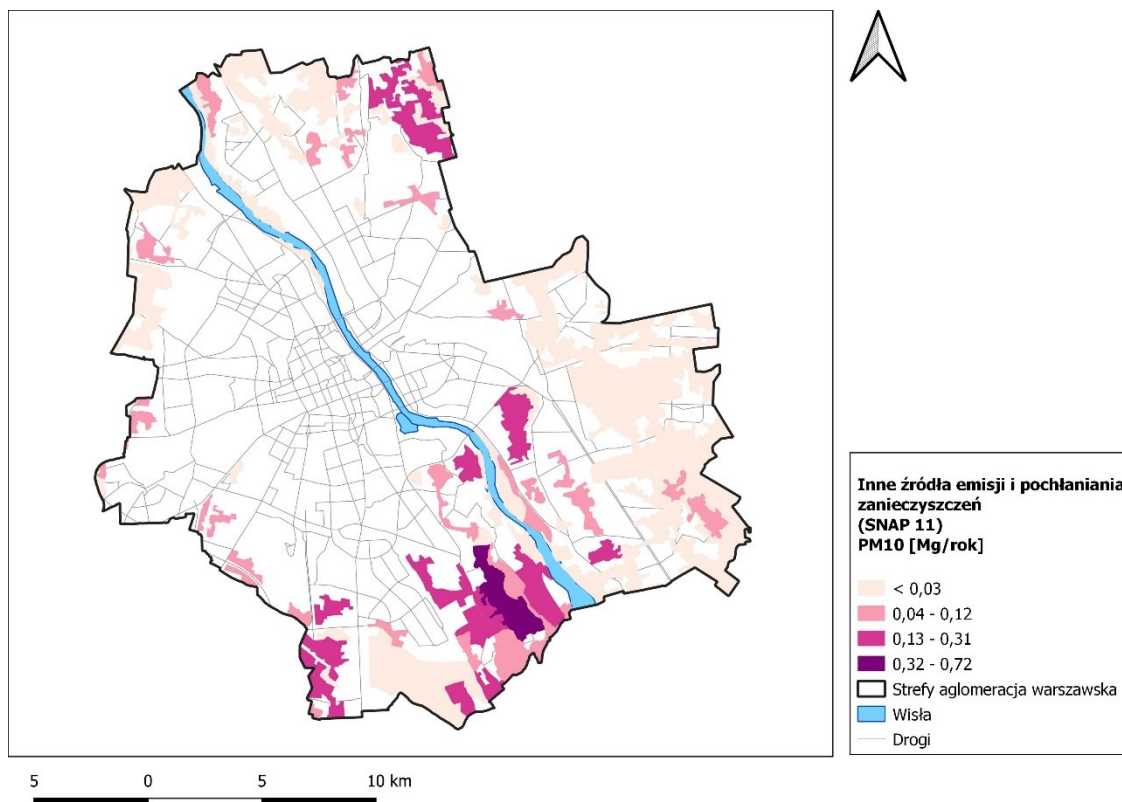 Inne źródła emisji i pochłaniania
zanieczyszczeń
(SNAP 11)
PM10 [Mg/rok]
< 0,03
0,04 - 0,12
0,13 - 0,31
0,32 - 0,72
Strefy aglomeracja warszawska
Wisła
Drogi
5 0 5 10 km